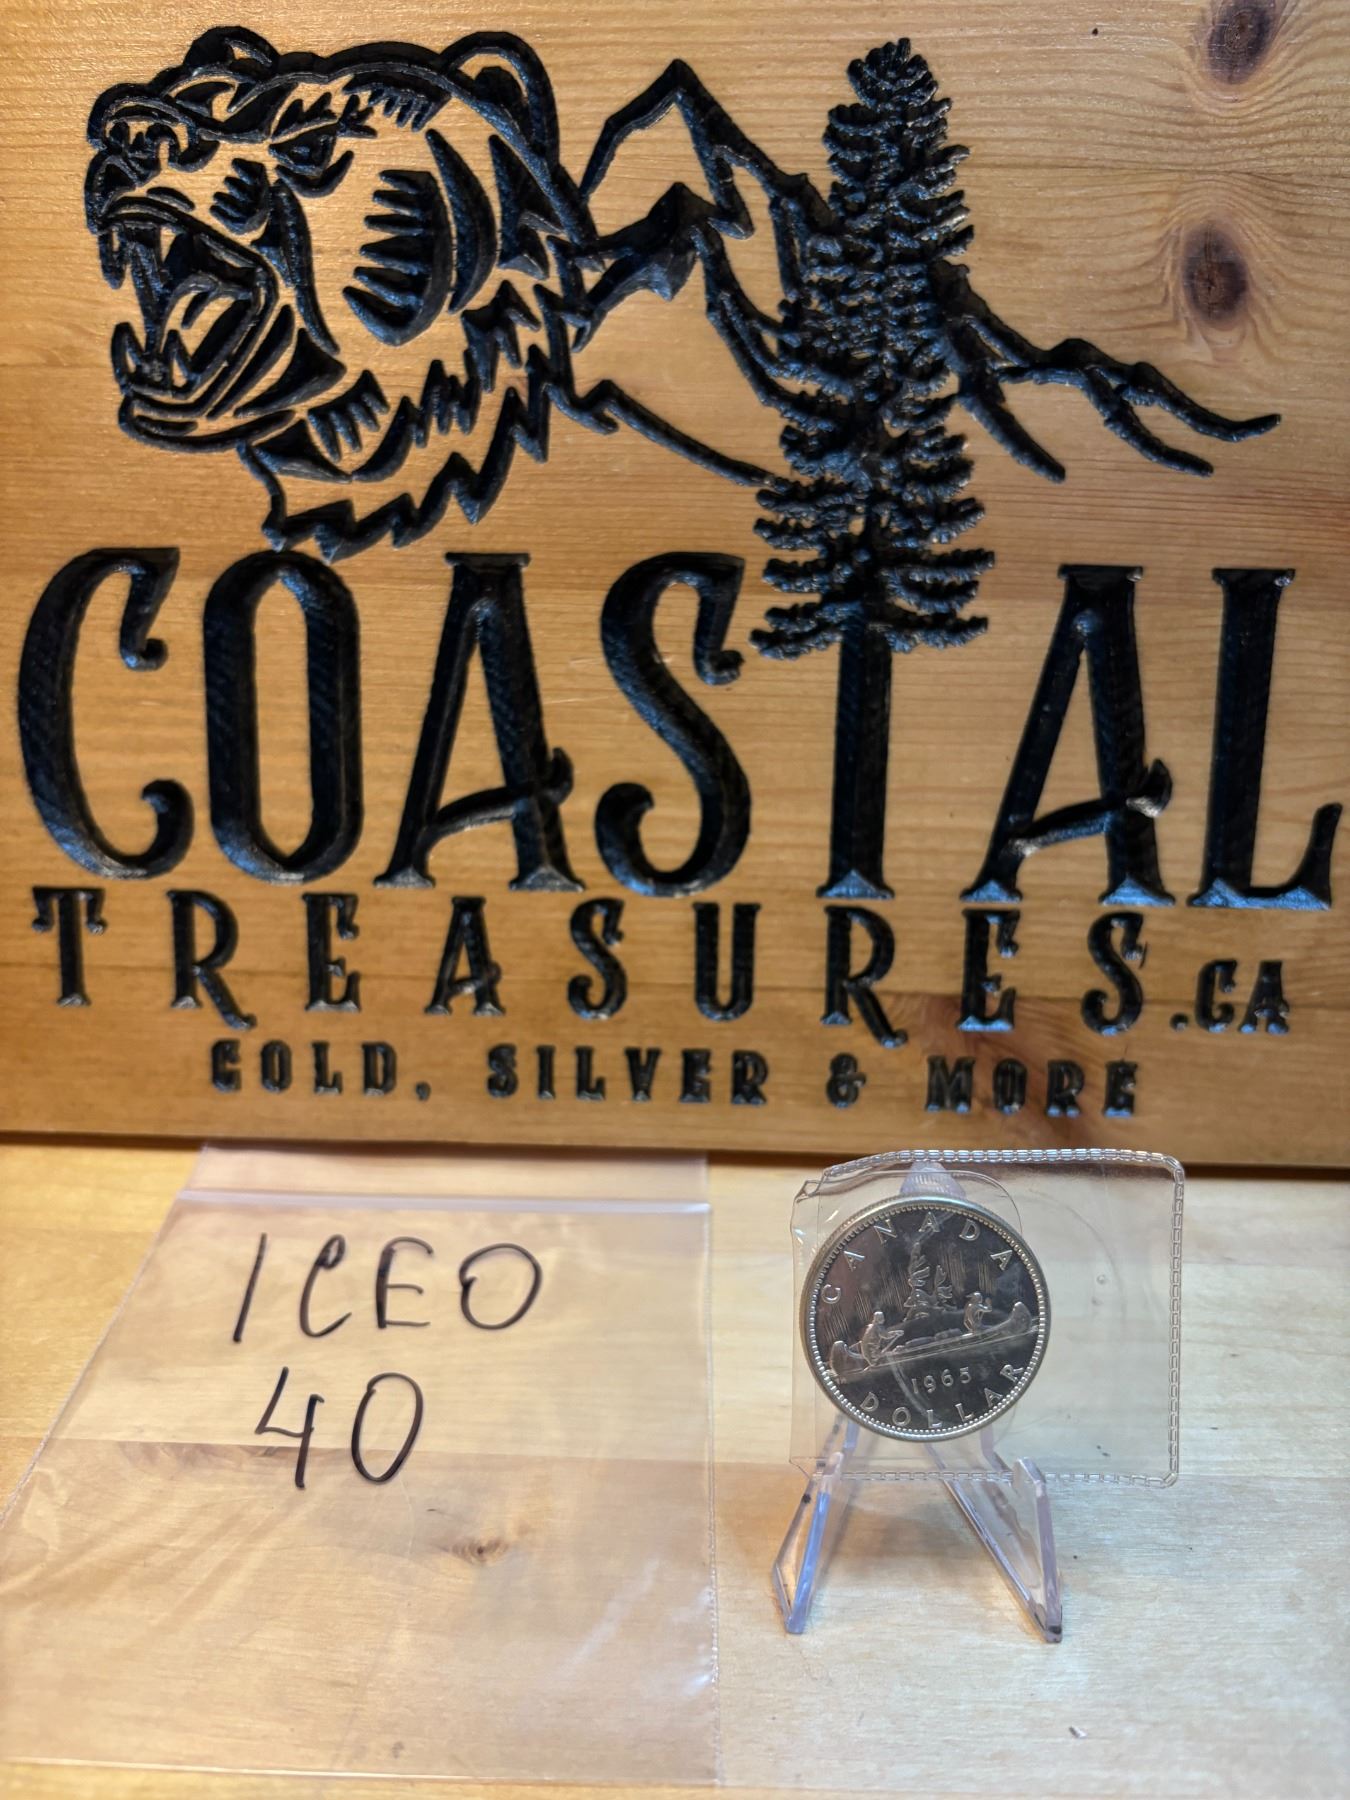 COASTAL
TREASURES.CA
GOLD, SILVER & MORE
ICEO
40
CANADA
1965
DOLLAR